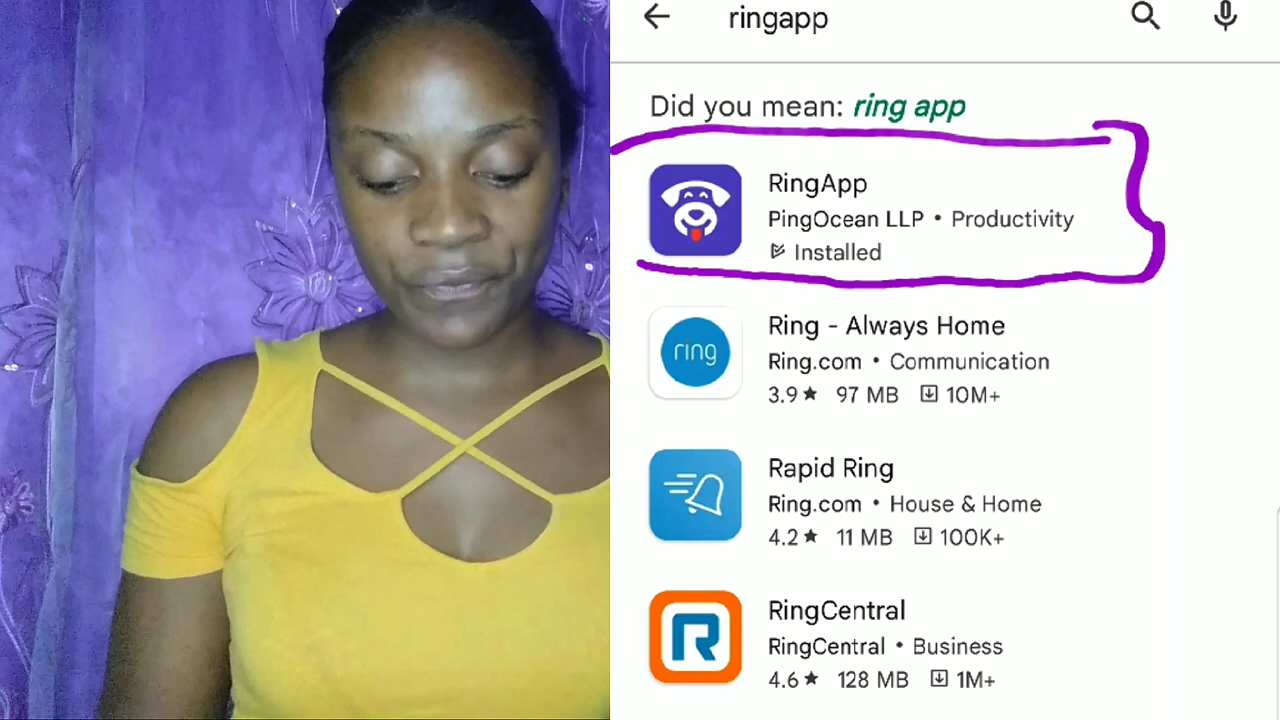 ringapp
Did you mean: ring app
RingApp
PingOcean LLP • Productivity
Installed
ring
Ring - Always Home
Ring.com • Communication
3.9★ 97 MB 10M+
Rapid Ring
Ring.com • House & Home
4.2★ 11 MB 100K+
R
RingCentral
RingCentral • Business
4.6★ 128 MB 1M+